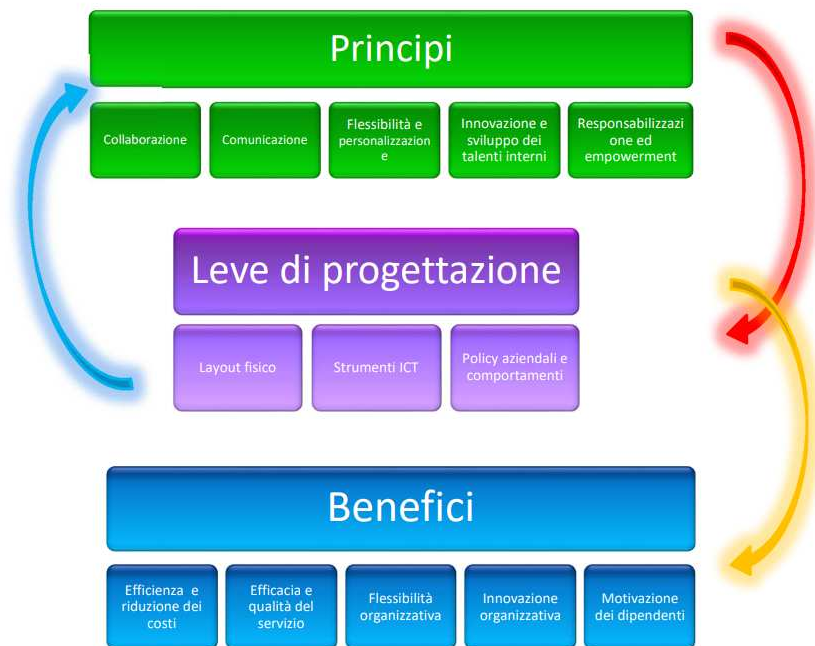 Principi
Collaborazione
Comunicazione
Flessibilità e
personalizzazion
e
Innovazione e
sviluppo dei
talenti interni
Responsabilizzazi
one ed
empowerment
Leve di progettazione
Layout fisico
Strumenti ICT
Policy aziendali e
comportamenti
Benefici
Efficienza e
riduzione dei
costi
Efficacia e
qualità del
servizio
Flessibilità
organizzativa
Innovazione
organizzativa
Motivazione
dei dipendenti